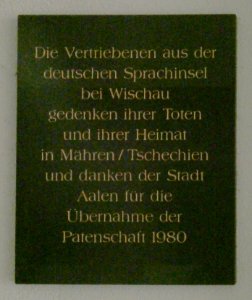 Die Vertriebenen aus der
deutschen Sprachinsel
bei Wischau
gedenken ihrer Toten
und ihrer Heimat
in Mähren/Tschechien
und danken der Stadt
Aalen für die
Übernahme der
Patenschaft 1980